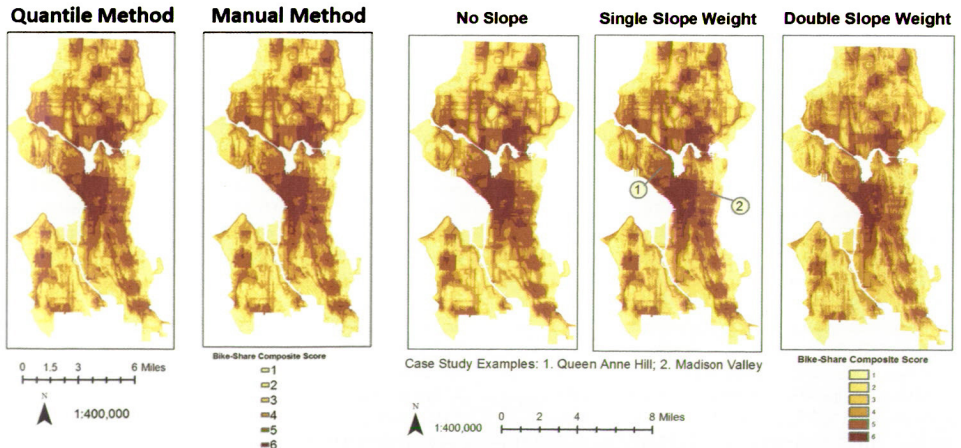 Quantile Method
Manual Method
No Slope
Single Slope Weight
Double Slope Weight
1
2
0 1.5 3 6 Miles
N
1:400,000
Bike-Share Composite Score
1
2
3
4
5
6
Case Study Examples: 1. Queen Anne Hill; 2. Madison Valley
N
1:400,000
0 2 4 8 Miles
Bike-Share Composite Score
1
2
3
4
5
6